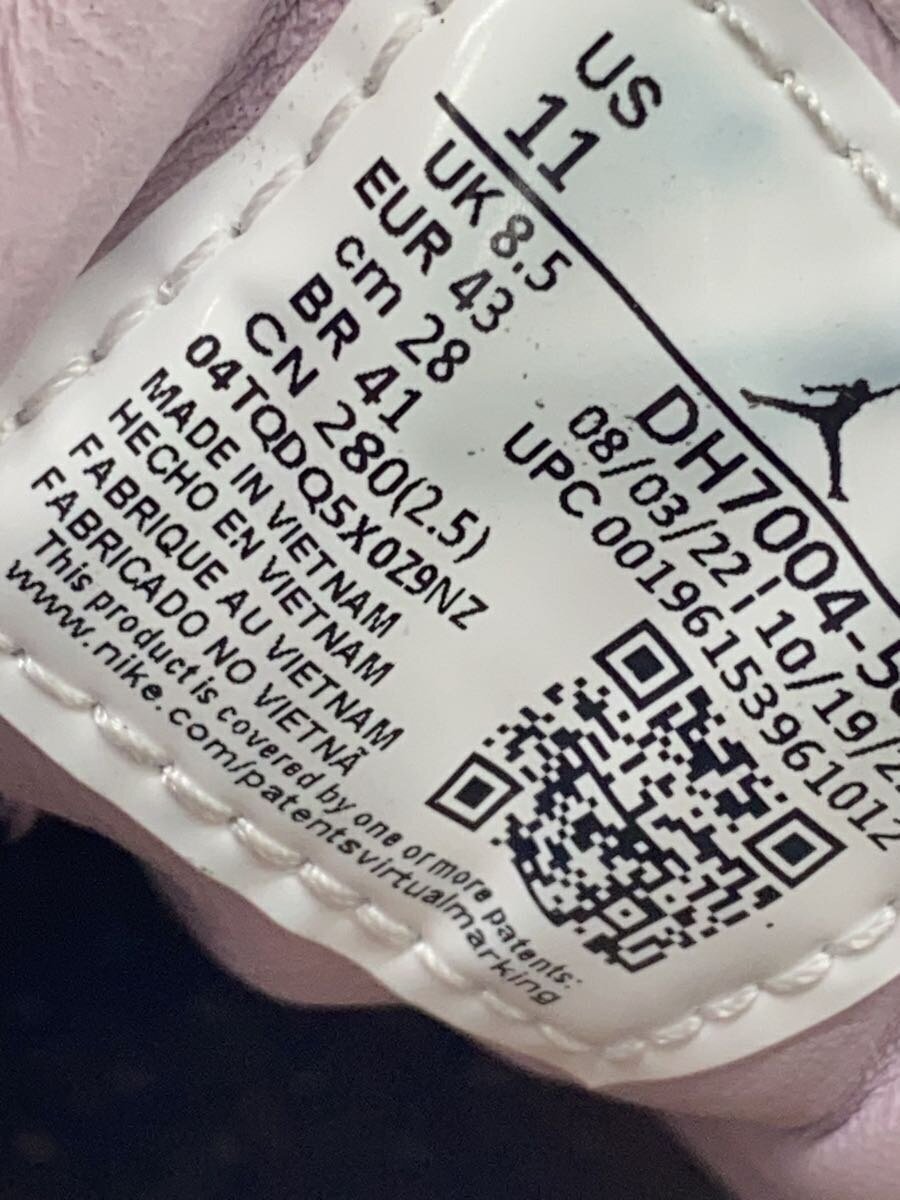 US
11
UK 8.5
EUR 43
cm 28
BR 41
CN 280(2.5)
04TQDQ5X0Z9NZ
MADE IN VIETNAM
HECHO EN VIETNAM
FABRIQUE AU VIETNAM
FABRICADO NO VIETNÃ
This product is covered by one or more patents:
www.nike.com/patentsvirtualmarking
DH7004-5
08/03/22 | 10/19/2
UPC 00196153961012